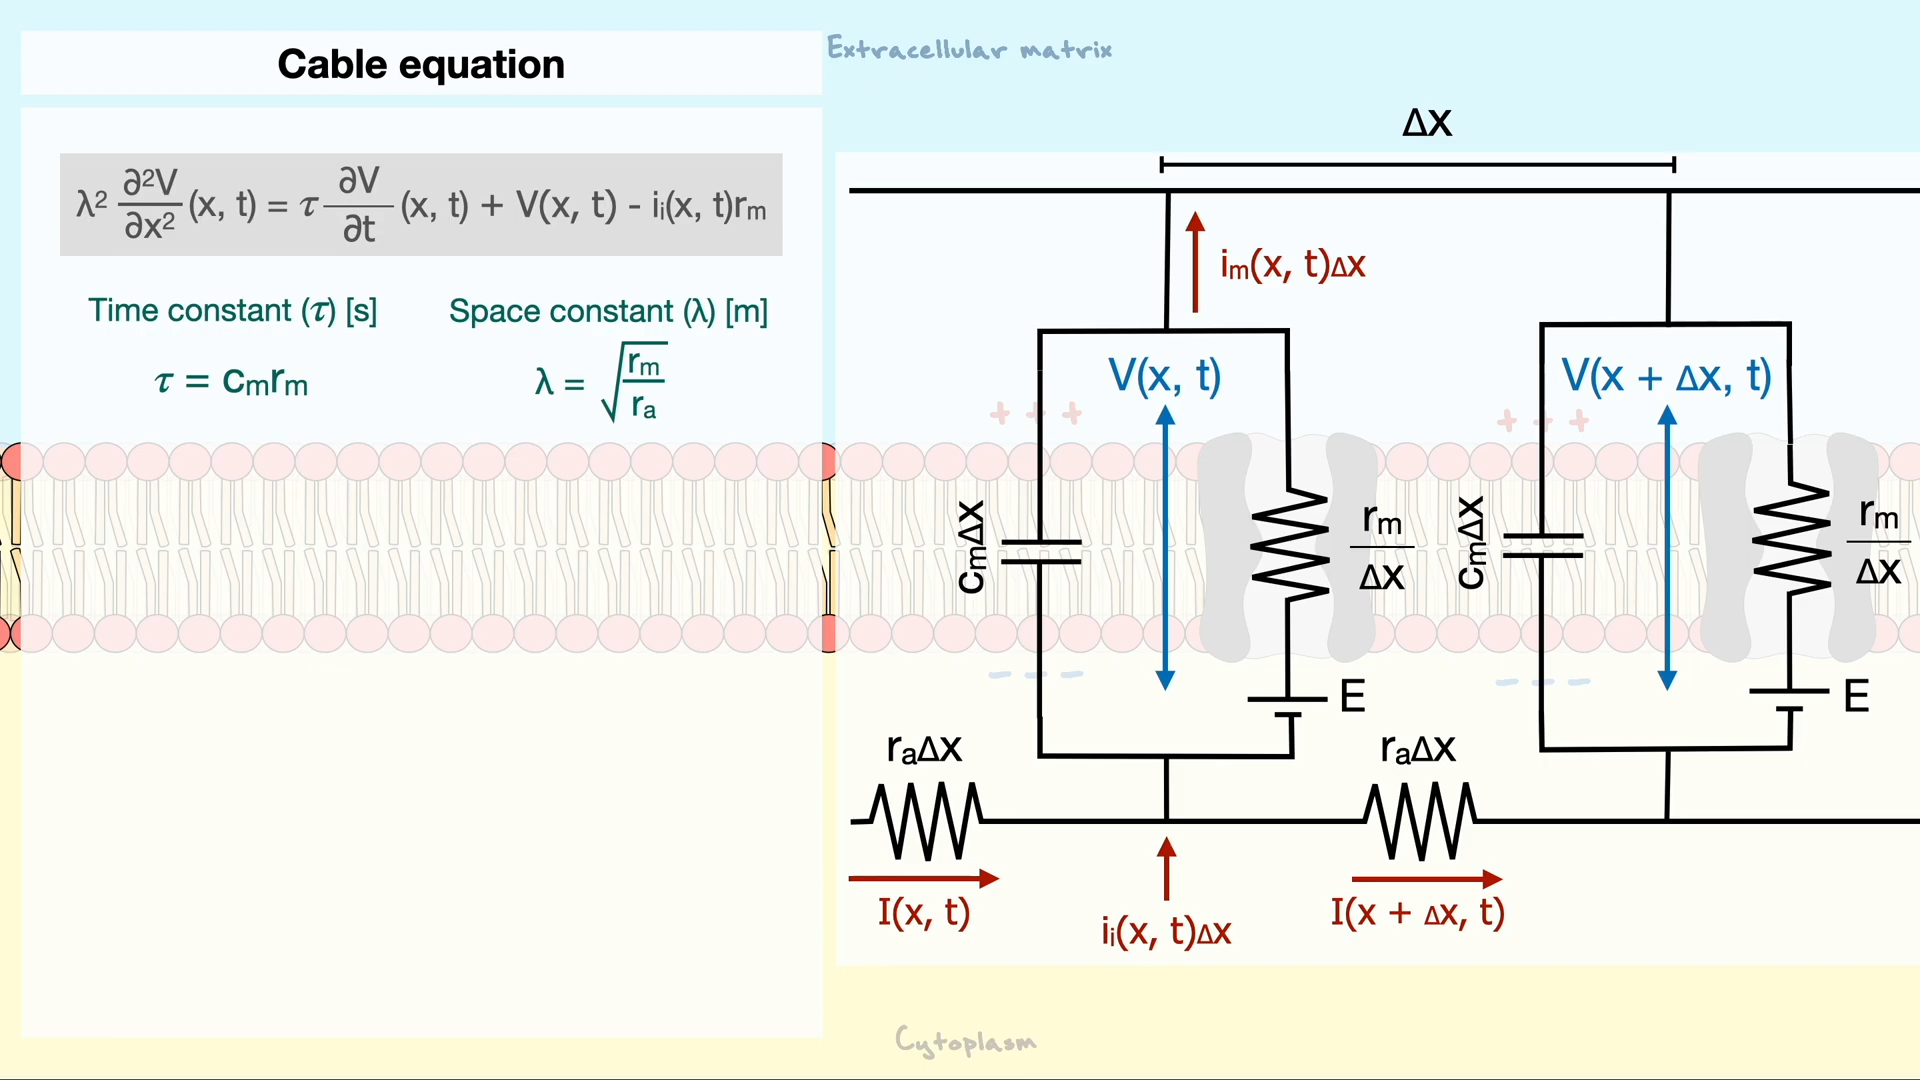 Cable equation
Extracellular matrix
λ² ∂²V/∂x² (x, t) = τ ∂V/∂t (x, t) + V(x, t) - iᵢ(x, t)rₘ
Time constant (τ) [s]
Space constant (λ) [m]
τ = cₘrₘ
λ = √(rₘ/rₐ)
Δx
iₘ(x, t)Δx
V(x, t)
V(x + Δx, t)
+ + +
+ + +
cₘΔx
rₘ/Δx
cₘΔx
rₘ/Δx
- - -
- - -
E
E
rₐΔx
rₐΔx
I(x, t)
iᵢ(x, t)Δx
I(x + Δx, t)
Cytoplasm